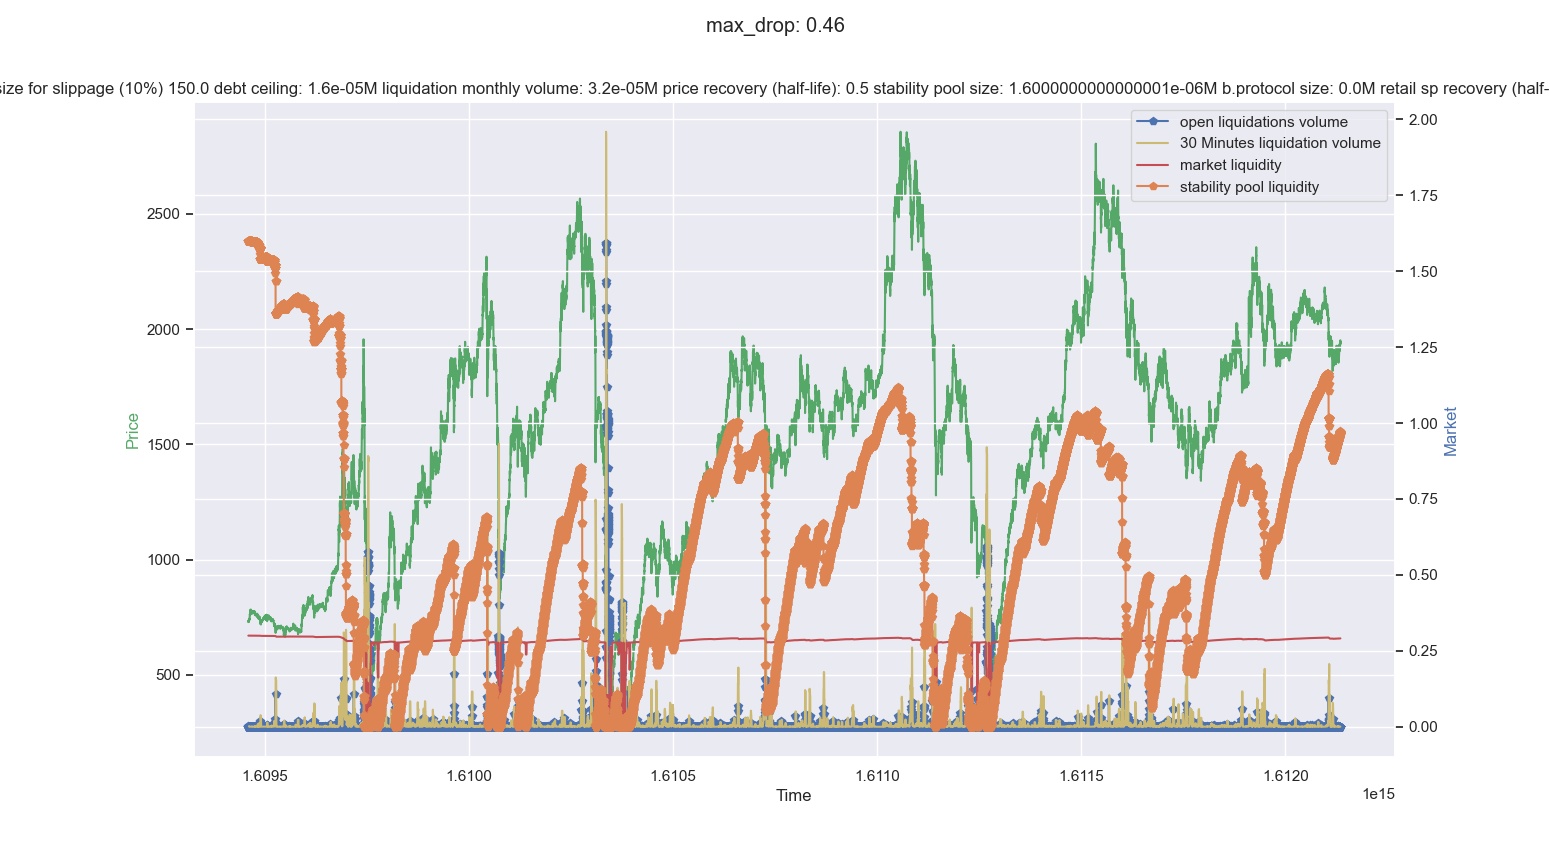 max_drop: 0.46
size for slippage (10%) 150.0 debt ceiling: 1.6e-05M liquidation monthly volume: 3.2e-05M price recovery (half-life): 0.5 stability pool size: 1.6000000000000001e-06M b.protocol size: 0.0M retail sp recovery (half-
open liquidations volume
30 Minutes liquidation volume
market liquidity
stability pool liquidity
2500
2000
1500
1000
500
Price
2.00
1.75
1.50
1.25
1.00
0.75
0.50
0.25
0.00
Market
1.6095 1.6100 1.6105 1.6110 1.6115 1.6120
Time
1e15